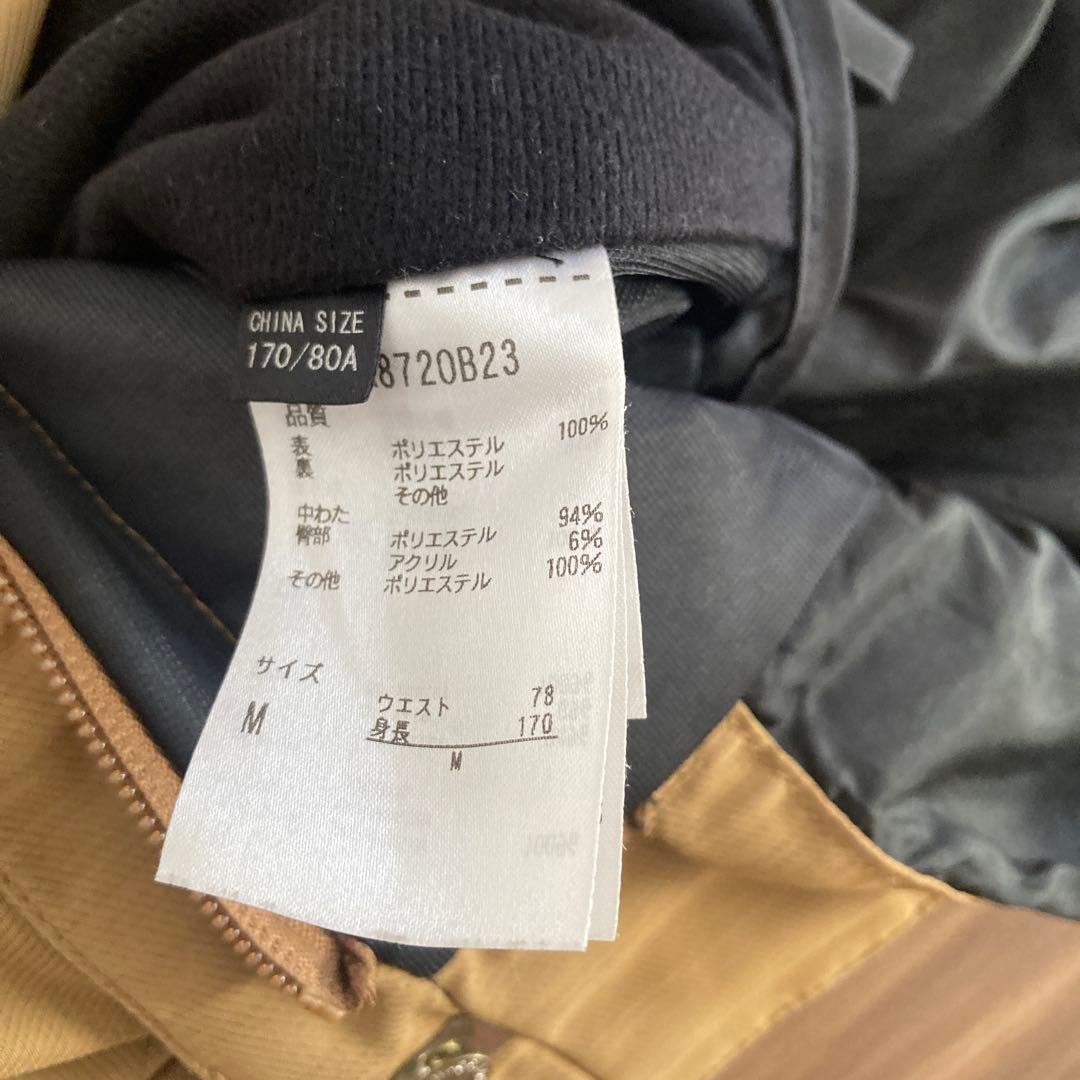 CHINA SIZE
170/80A
8720B23
品質
表 ポリエステル 100%
裏 ポリエステル
その他
中わた 94%
臀部 ポリエステル 6%
アクリル 100%
その他 ポリエステル
サイズ
M
ウエスト 78
身長 170
M